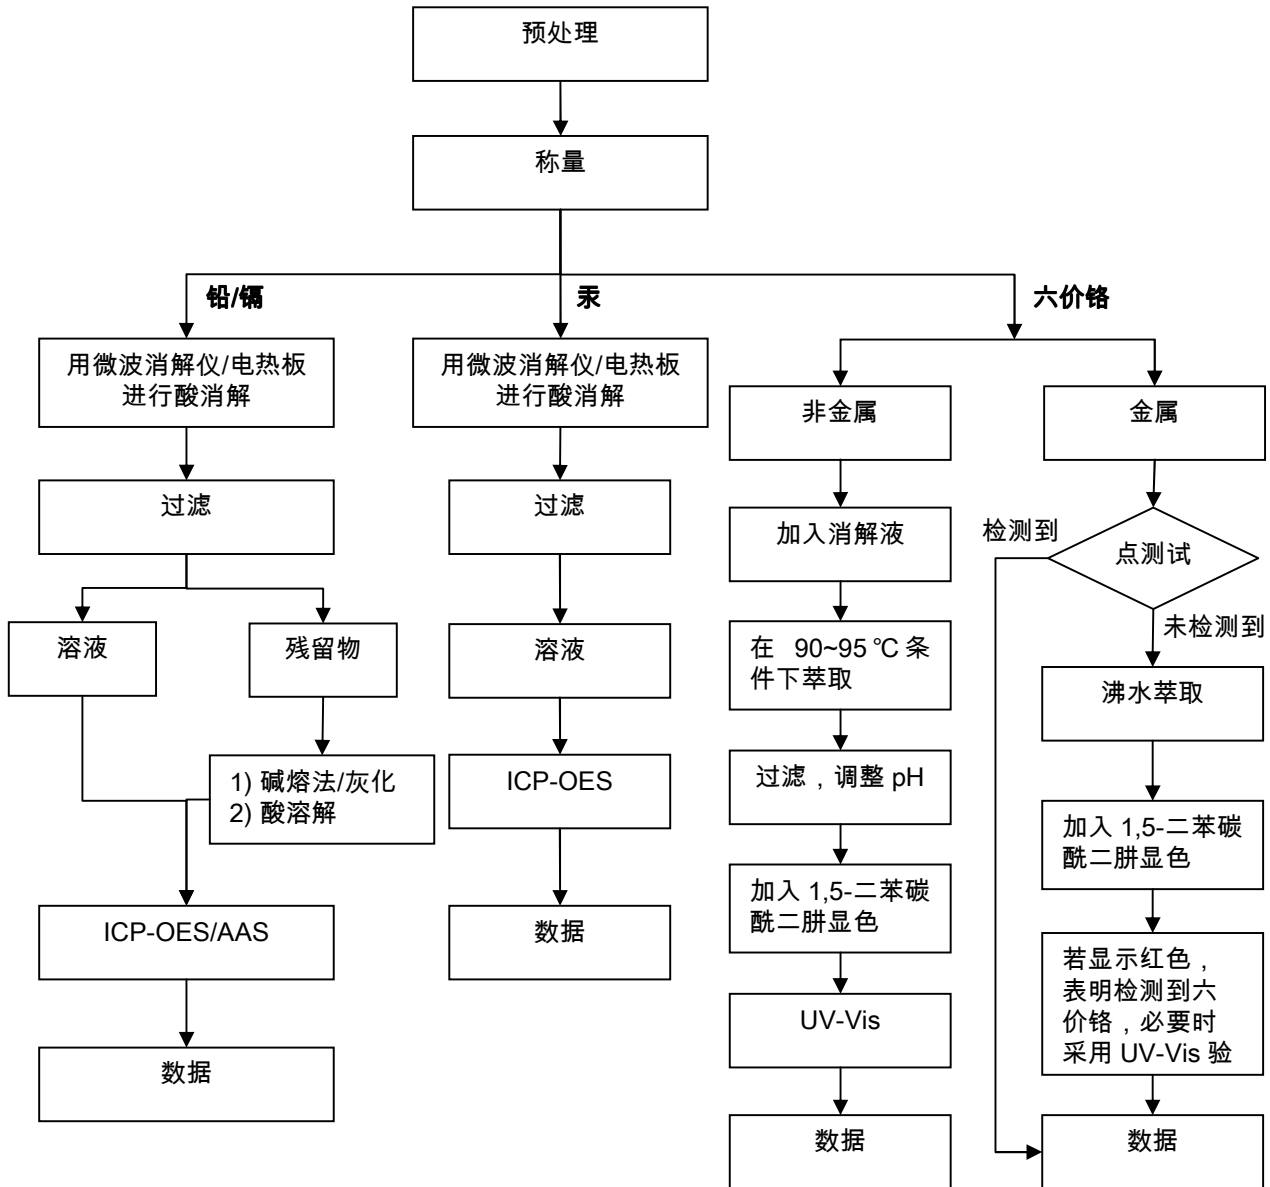 预处理
称量
铅/镉
汞
六价铬
用微波消解仪/电热板
进行酸消解
过滤
溶液
残留物
1) 碱熔法/灰化
2) 酸溶解
ICP-OES/AAS
数据
用微波消解仪/电热板
进行酸消解
过滤
溶液
ICP-OES
数据
非金属
加入消解液
在 90~95 ℃ 条
件下萃取
过滤，调整 pH
加入 1,5-二苯碳
酰二肼显色
UV-Vis
数据
金属
点测试
检测到
未检测到
沸水萃取
加入 1,5-二苯碳
酰二肼显色
若显示红色，
表明检测到六
价铬，必要时
采用 UV-Vis 验
数据